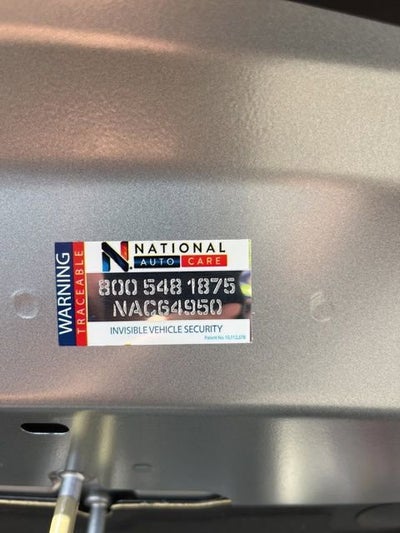 WARNING
TRACEABLE
N. NATIONAL
AUTO CARE
800 548 1875
NAC64950
INVISIBLE VEHICLE SECURITY